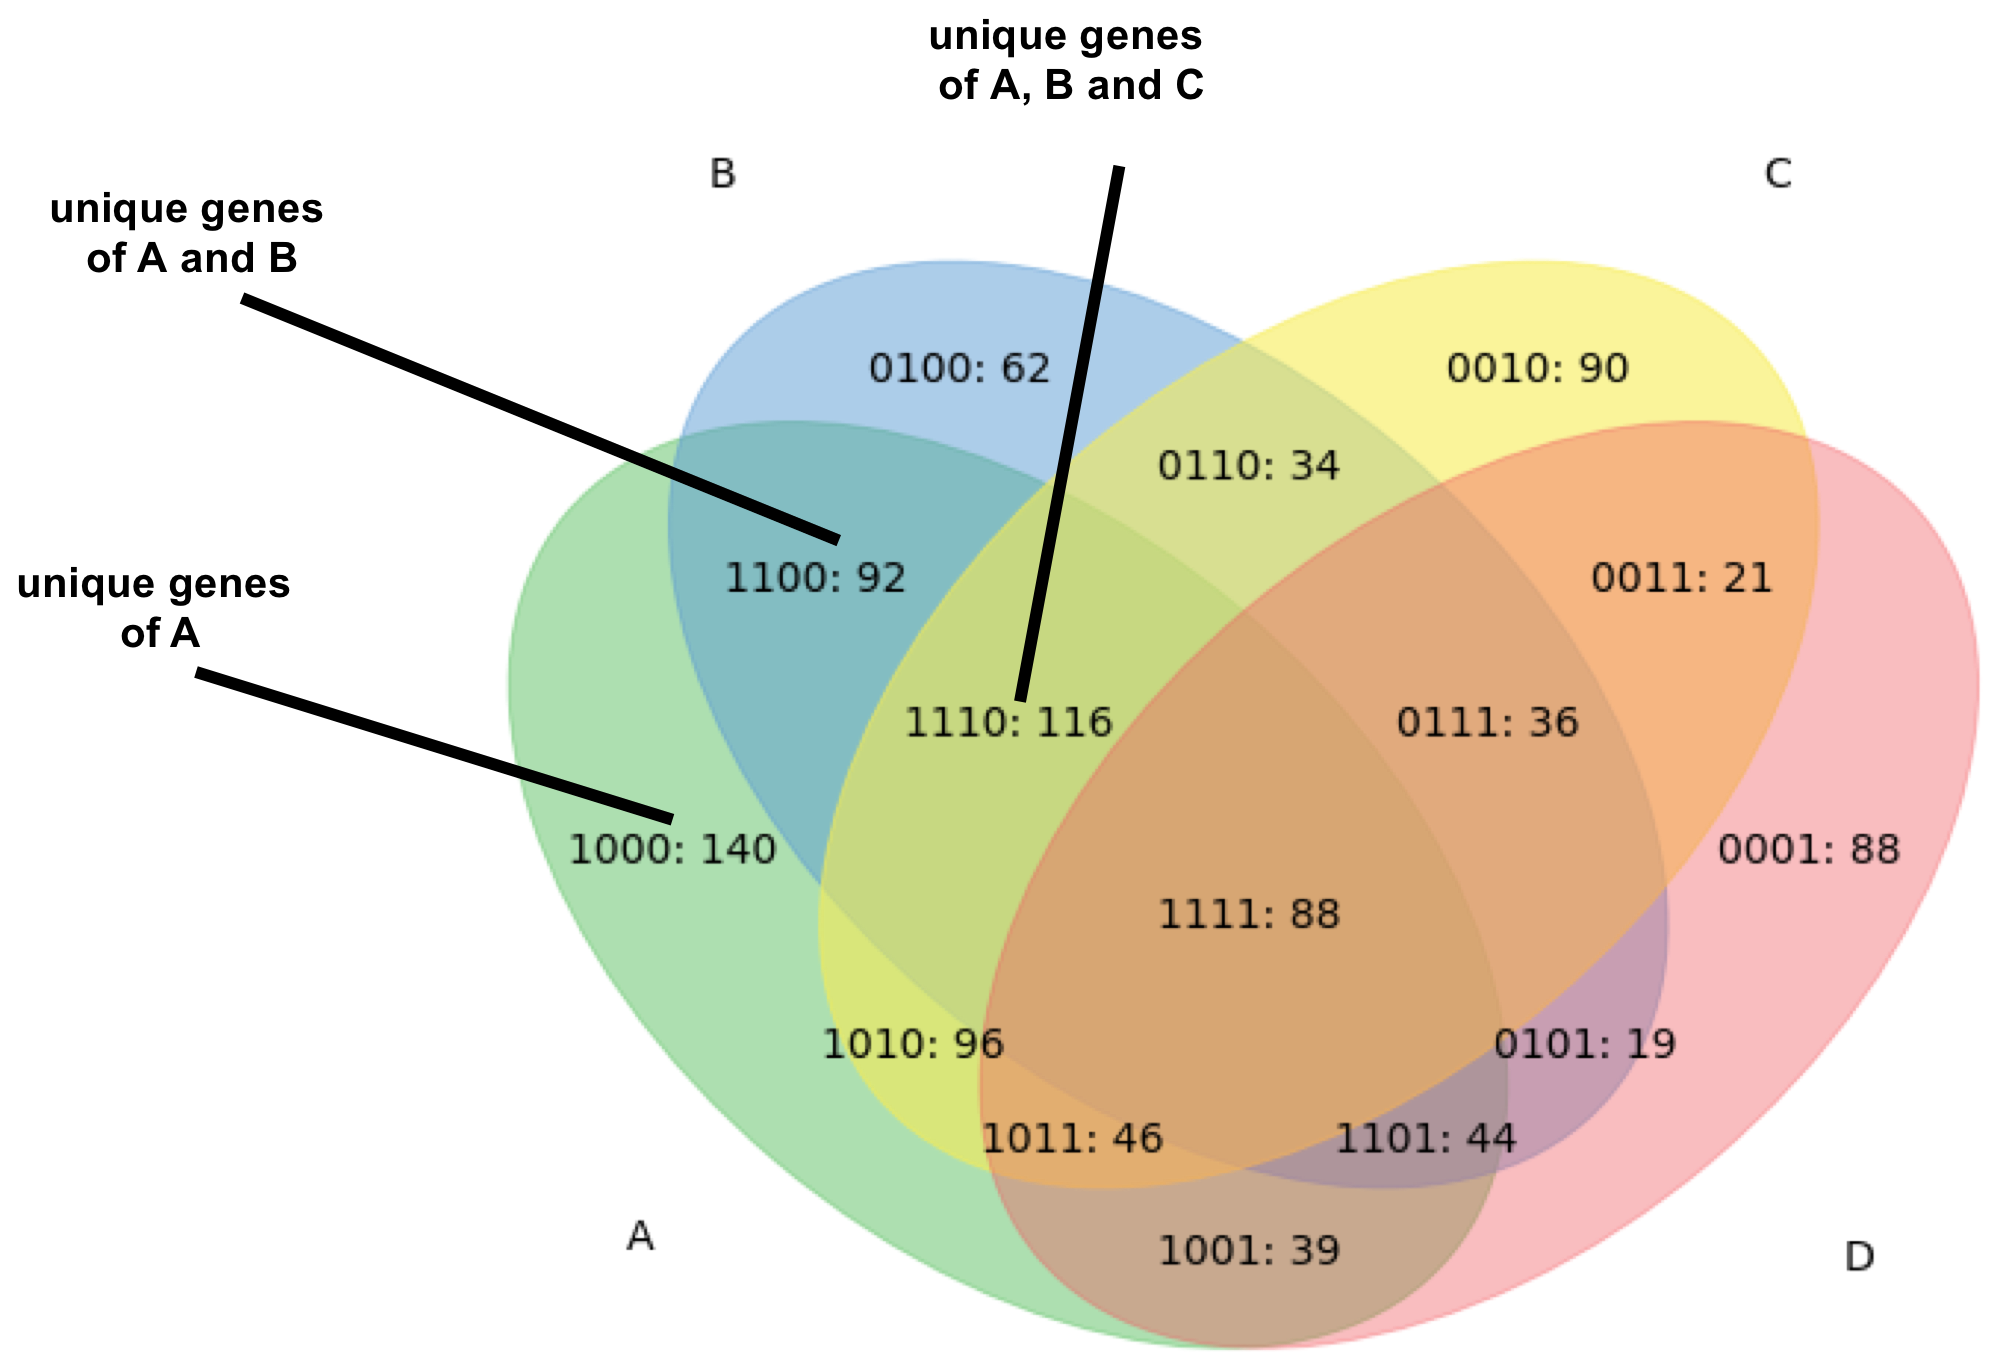 unique genes
of A, B and C
B
C
unique genes
of A and B
0100: 62
0010: 90
0110: 34
unique genes
of A
1100: 92
0011: 21
1110: 116
0111: 36
1000: 140
0001: 88
1111: 88
1010: 96
0101: 19
1011: 46
1101: 44
A
1001: 39
D